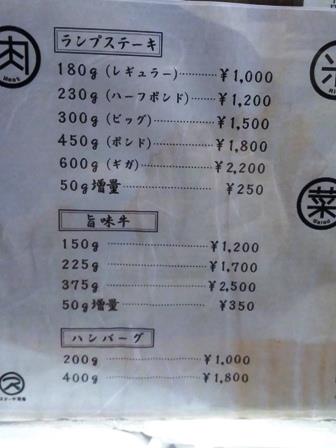 肉
Meat
ランプステーキ
180g (レギュラー)………¥1,000
230g (ハーフポンド)……¥1,200
300g (ビッグ)……………¥1,500
450g (ポンド)……………¥1,800
600g (ギガ)………………¥2,200
50g増量……………………¥250
旨味牛
150g………………………¥1,200
225g………………………¥1,700
375g………………………¥2,500
50g増量……………………¥350
ハンバーグ
200g………………………¥1,000
400g………………………¥1,800
米
菜